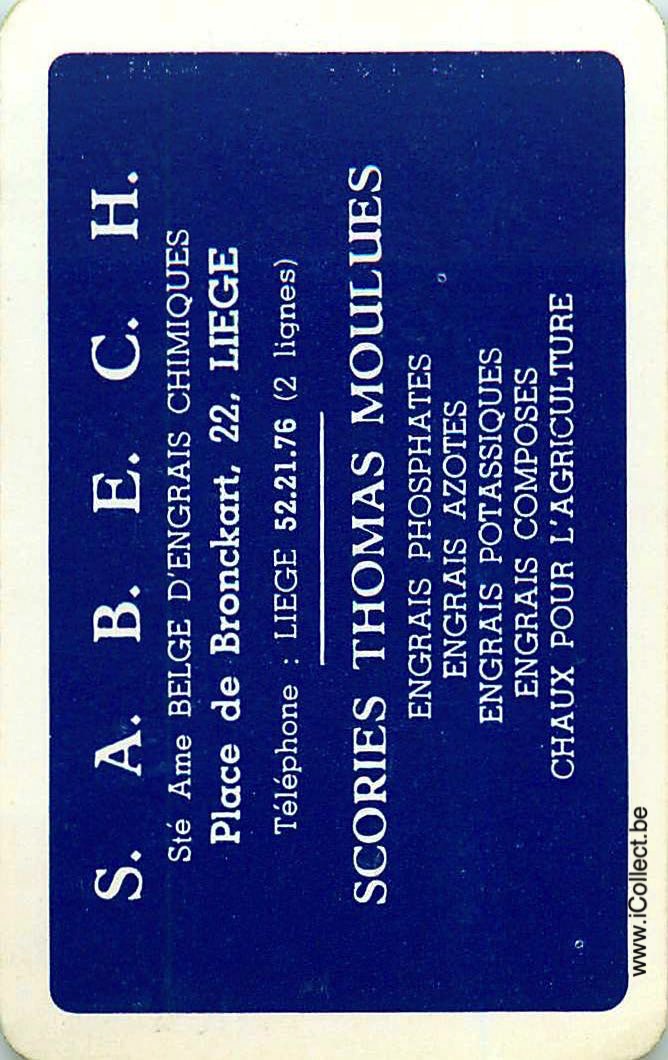 S. A. B. E. C. H.
Sté Ame BELGE D'ENGRAIS CHIMIQUES
Place de Bronckart, 22, LIEGE
Téléphone : LIEGE 52.21.76 (2 lignes)
SCORIES THOMAS MOULUES
ENGRAIS PHOSPHATES
ENGRAIS AZOTES
ENGRAIS POTASSIQUES
ENGRAIS COMPOSES
CHAUX POUR L'AGRICULTURE
www.iCollect.be